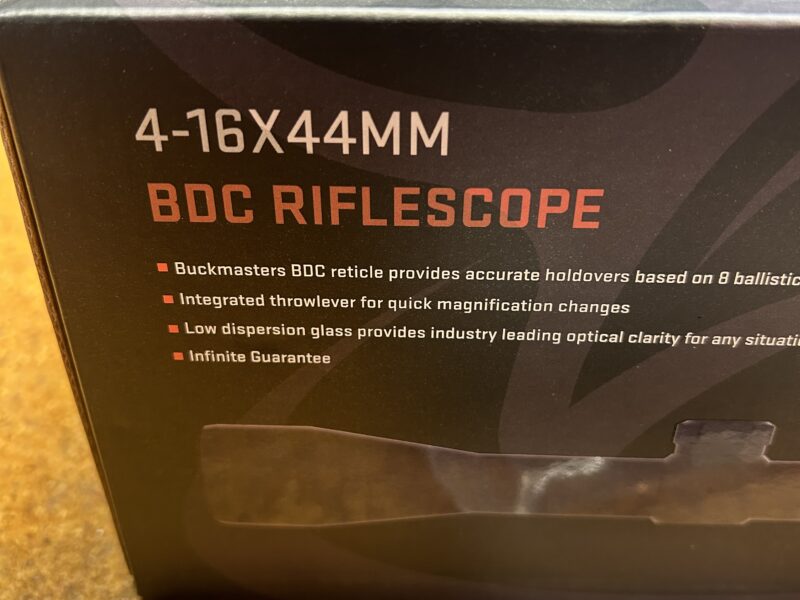 4-16X44MM
BDC RIFLESCOPE
Buckmasters BDC reticle provides accurate holdovers based on 8 ballistic
Integrated throwlever for quick magnification changes
Low dispersion glass provides industry leading optical clarity for any situati
Infinite Guarantee